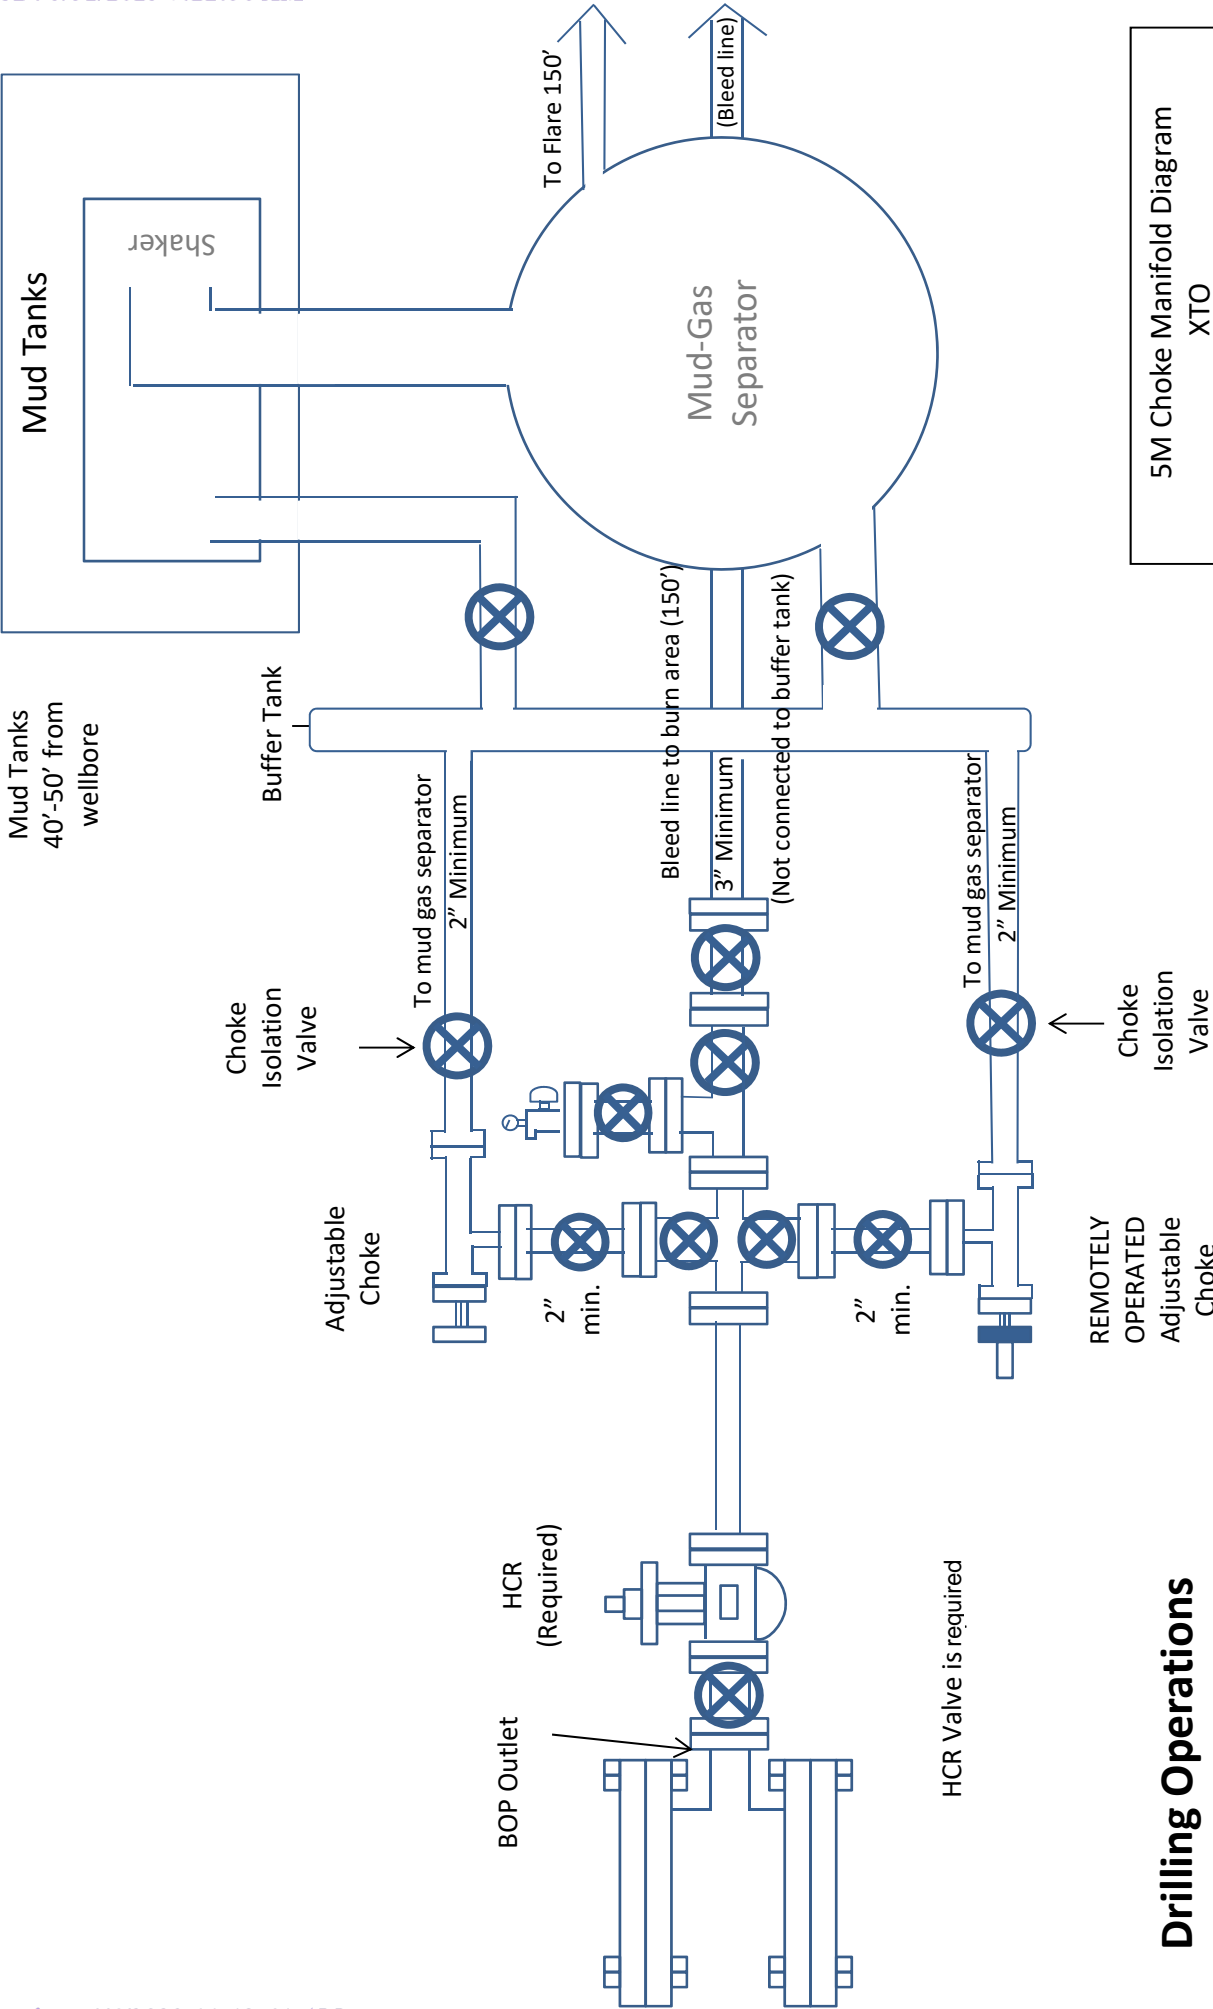 Mud Tanks
Shaker
To Flare 150’
(Bleed line)
Mud-Gas
Separator
5M Choke Manifold Diagram
XTO
Mud Tanks
40’-50’ from
wellbore
Buffer Tank
Bleed line to burn area (150’)
3” Minimum
(Not connected to buffer tank)
To mud gas separator
2” Minimum
To mud gas separator
2” Minimum
Choke
Isolation
Valve
Choke
Isolation
Valve
Adjustable
Choke
2”
min.
2”
min.
REMOTELY
OPERATED
Adjustable
Choke
HCR
(Required)
BOP Outlet
HCR Valve is required
Drilling Operations